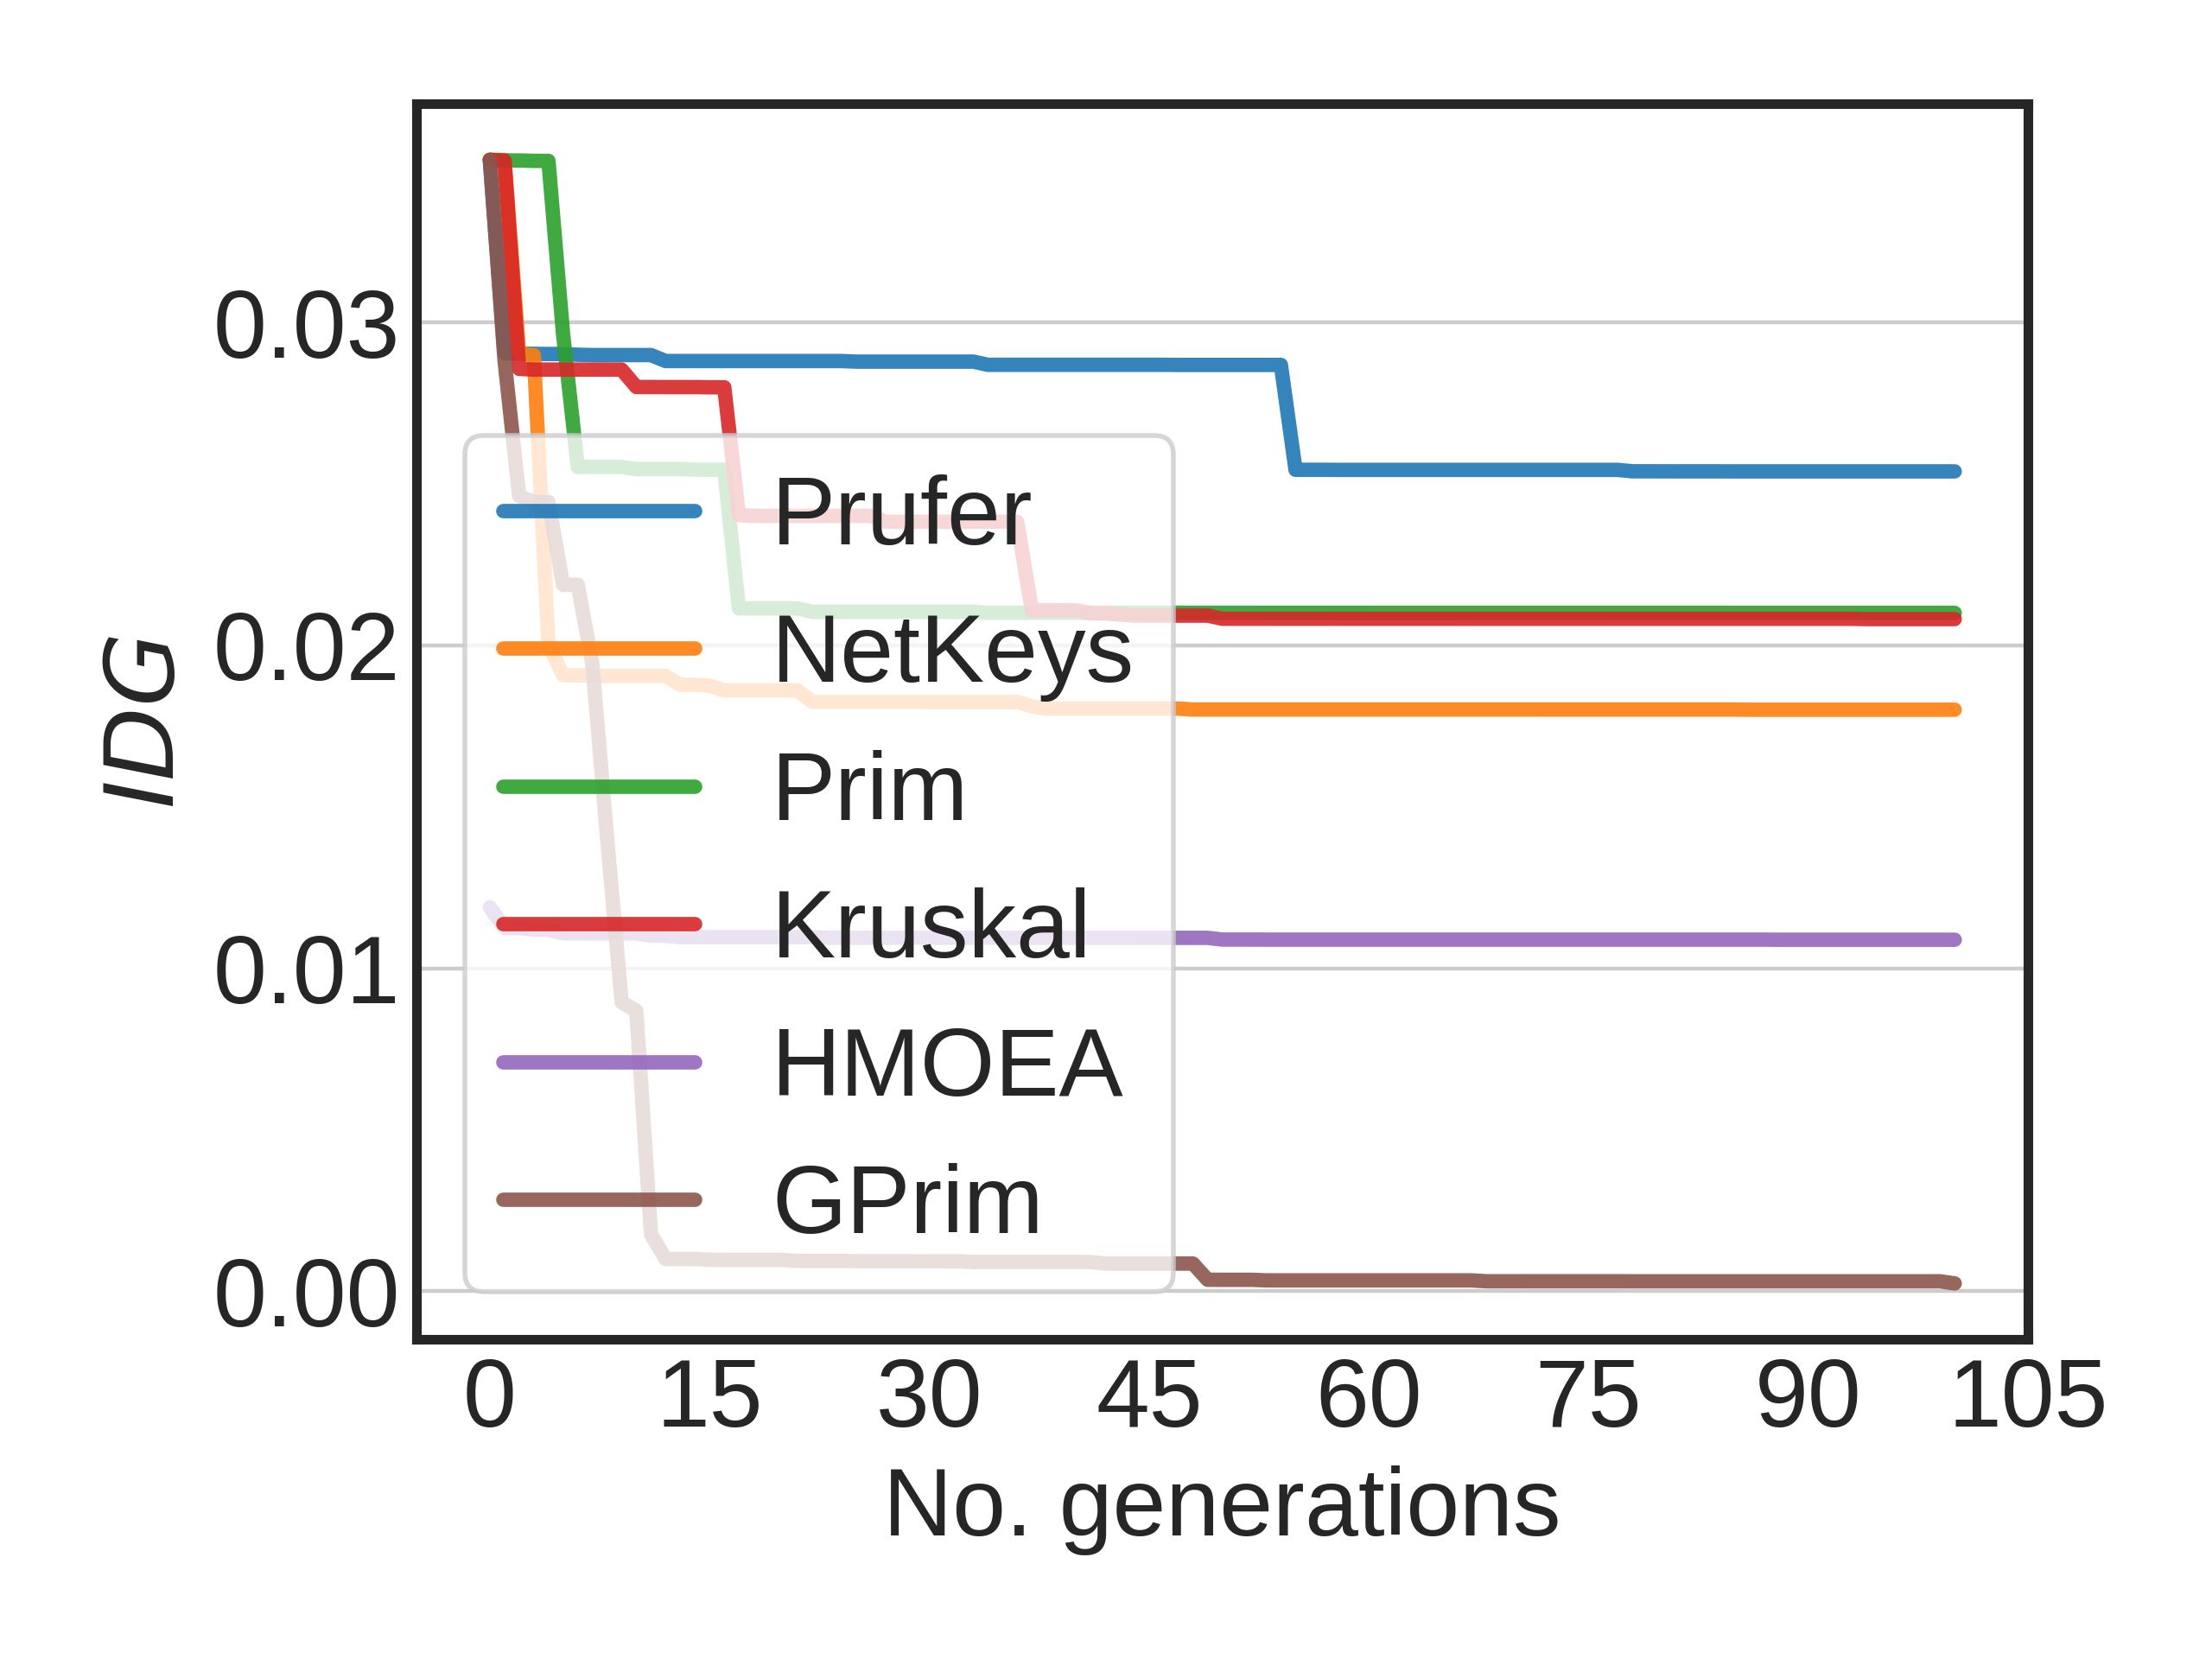 IDG
0.03
0.02
0.01
0.00
Prufer
NetKeys
Prim
Kruskal
HMOEA
GPrim
0 15 30 45 60 75 90 105
No. generations